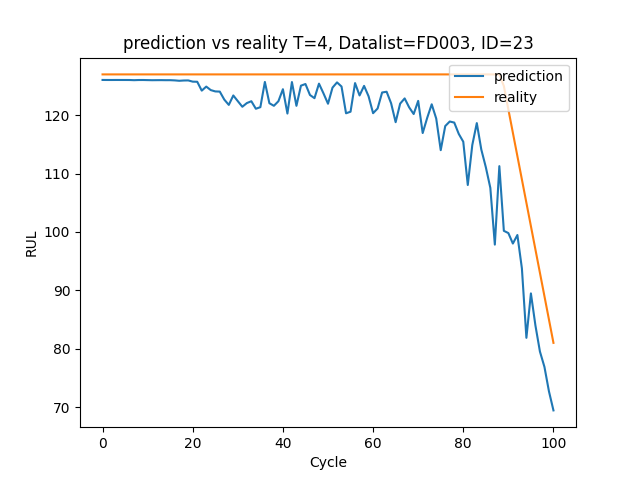 prediction vs reality T=4, Datalist=FD003, ID=23
prediction
reality
RUL
120
110
100
90
80
70
0 20 40 60 80 100
Cycle